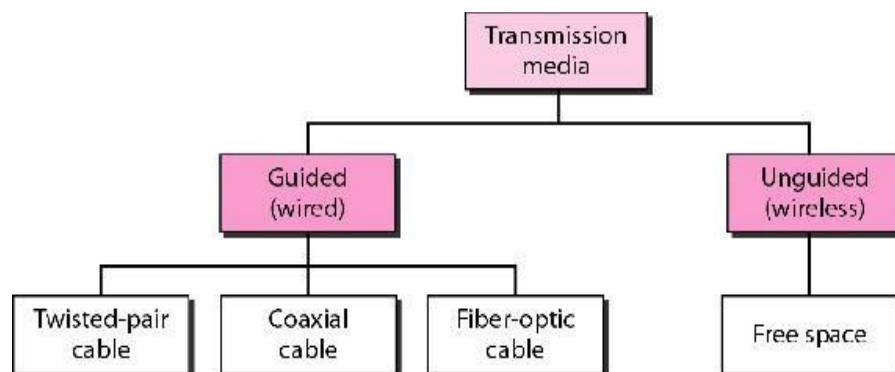 Transmission
media
Guided
(wired)
Unguided
(wireless)
Twisted-pair
cable
Coaxial
cable
Fiber-optic
cable
Free space